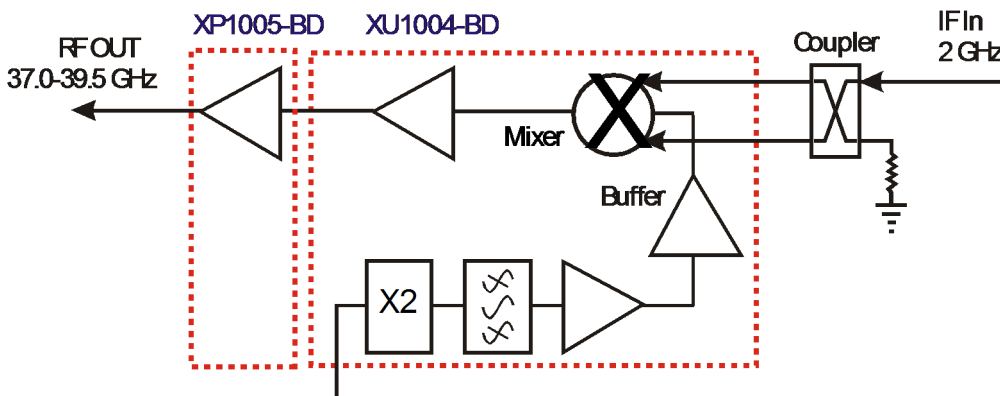 XP1005-BD
XU1004-BD
RF OUT
37.0-39.5 GHz
Coupler
IF In
2 GHz
Mixer
Buffer
X2